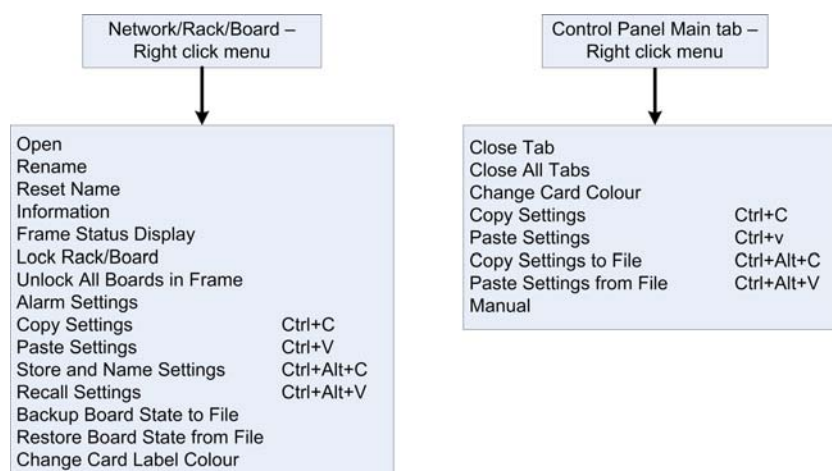 Network/Rack/Board –
Right click menu
Open
Rename
Reset Name
Information
Frame Status Display
Lock Rack/Board
Unlock All Boards in Frame
Alarm Settings
Copy Settings Ctrl+C
Paste Settings Ctrl+V
Store and Name Settings Ctrl+Alt+C
Recall Settings Ctrl+Alt+V
Backup Board State to File
Restore Board State from File
Change Card Label Colour
Control Panel Main tab –
Right click menu
Close Tab
Close All Tabs
Change Card Colour
Copy Settings Ctrl+C
Paste Settings Ctrl+v
Copy Settings to File Ctrl+Alt+C
Paste Settings from File Ctrl+Alt+V
Manual